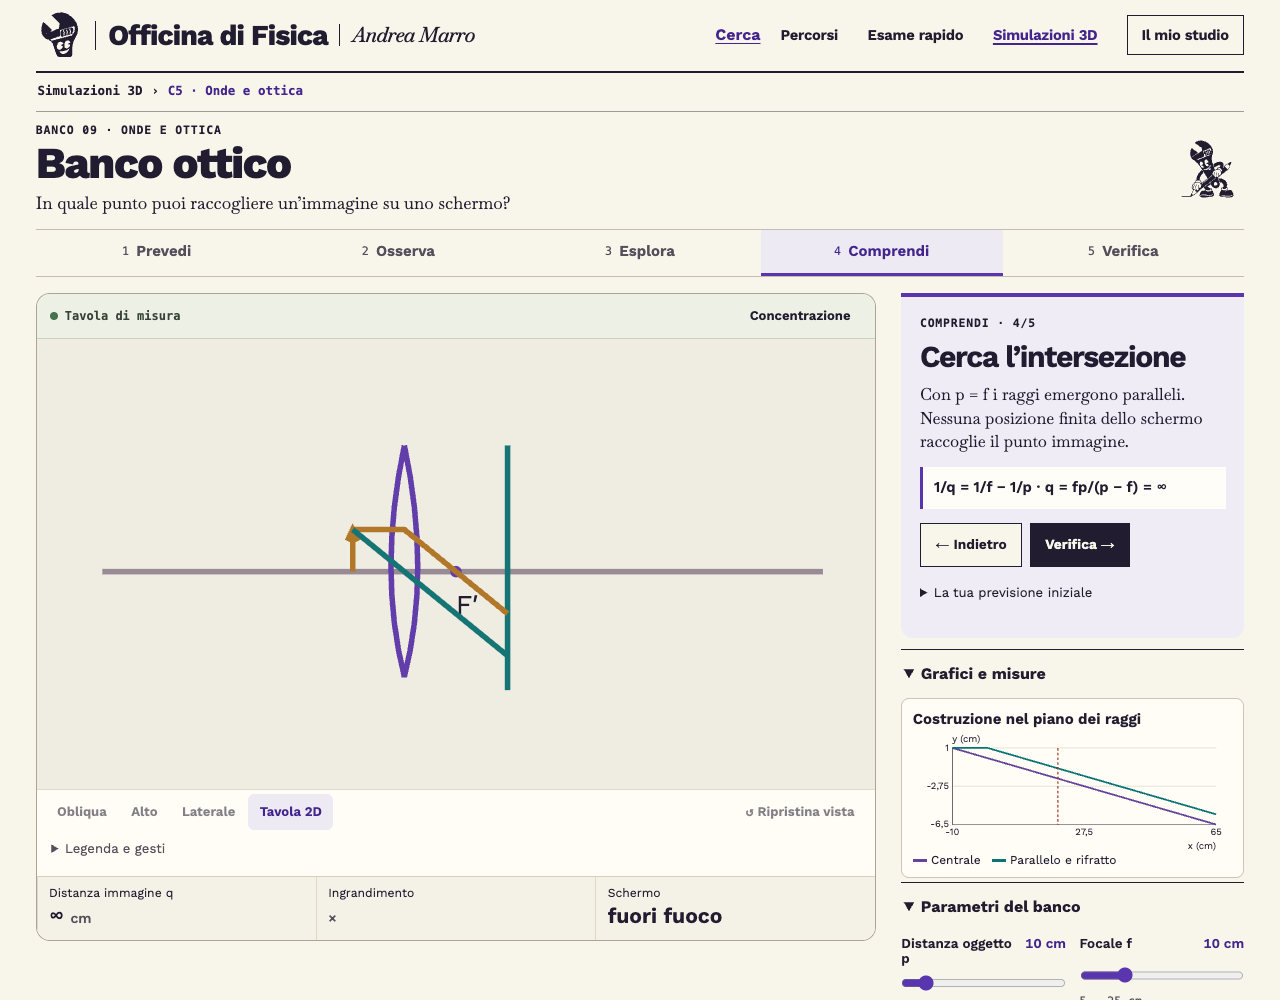 Officina di Fisica
Andrea Marro
Cerca
Percorsi
Esame rapido
Simulazioni 3D
Il mio studio
Simulazioni 3D › C5 · Onde e ottica
BANCO 09 · ONDE E OTTICA
Banco ottico
In quale punto puoi raccogliere un’immagine su uno schermo?
1 Prevedi
2 Osserva
3 Esplora
4 Comprendi
5 Verifica
Tavola di misura
Concentrazione
F′
Obliqua
Alto
Laterale
Tavola 2D
↺ Ripristina vista
▶ Legenda e gesti
Distanza immagine q
∞ cm
Ingrandimento
×
Schermo
fuori fuoco
COMPRENDI · 4/5
Cerca l’intersezione
Con p = f i raggi emergono paralleli.
Nessuna posizione finita dello schermo
raccoglie il punto immagine.
1/q = 1/f − 1/p · q = fp/(p − f) = ∞
← Indietro
Verifica →
▶ La tua previsione iniziale
▼ Grafici e misure
Costruzione nel piano dei raggi
y (cm)
1
-2,75
-6,5
-10
27,5
65
x (cm)
Centrale
Parallelo e rifratto
▼ Parametri del banco
Distanza oggetto p
10 cm
Focale f
10 cm